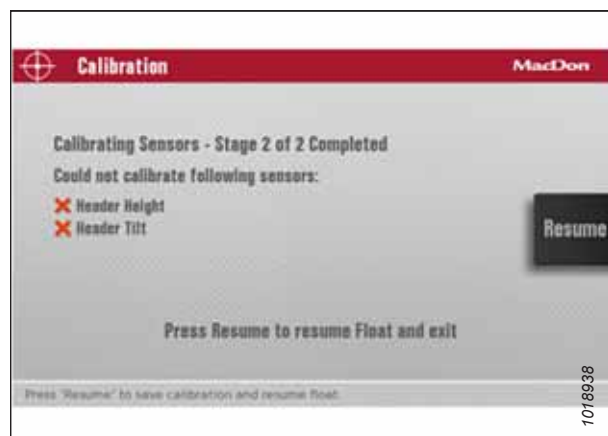 Calibration
MacDon
Calibrating Sensors - Stage 2 of 2 Completed
Could not calibrate following sensors:
Header Height
Header Tilt
Resume
Press Resume to resume Float and exit
Press "Resume" to save calibration and resume float.
1018938